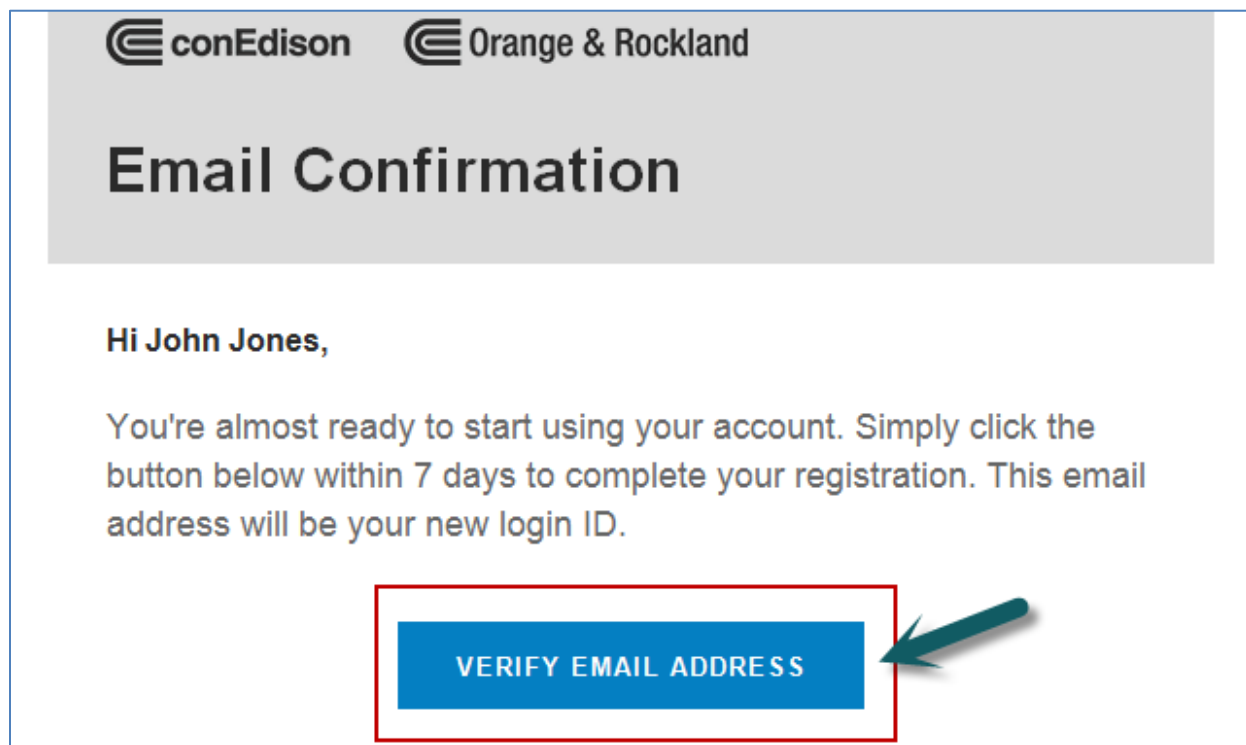 conEdison Orange & Rockland
Email Confirmation
Hi John Jones,
You're almost ready to start using your account. Simply click the
button below within 7 days to complete your registration. This email
address will be your new login ID.
VERIFY EMAIL ADDRESS